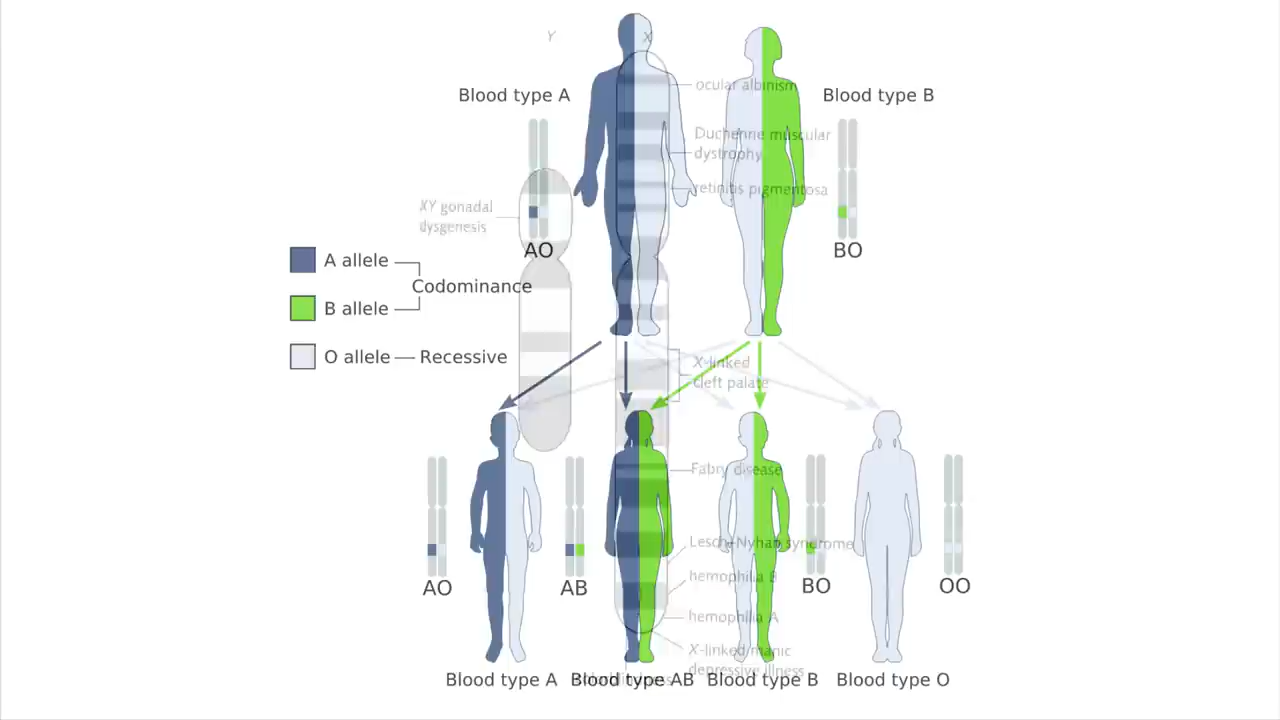 Y
X
ocular albinism
Blood type A
Blood type B
Duchenne muscular
dystrophy
retinitis pigmentosa
XY gonadal
dysgenesis
AO
BO
A allele
Codominance
B allele
O allele
Recessive
X-linked
cleft palate
Fabry disease
Lesch-Nyhan syndrome
hemophilia B
AO
AB
BO
OO
hemophilia A
X-linked manic
depressive illness
Blood type A
Blood type AB
Blood type B
Blood type O